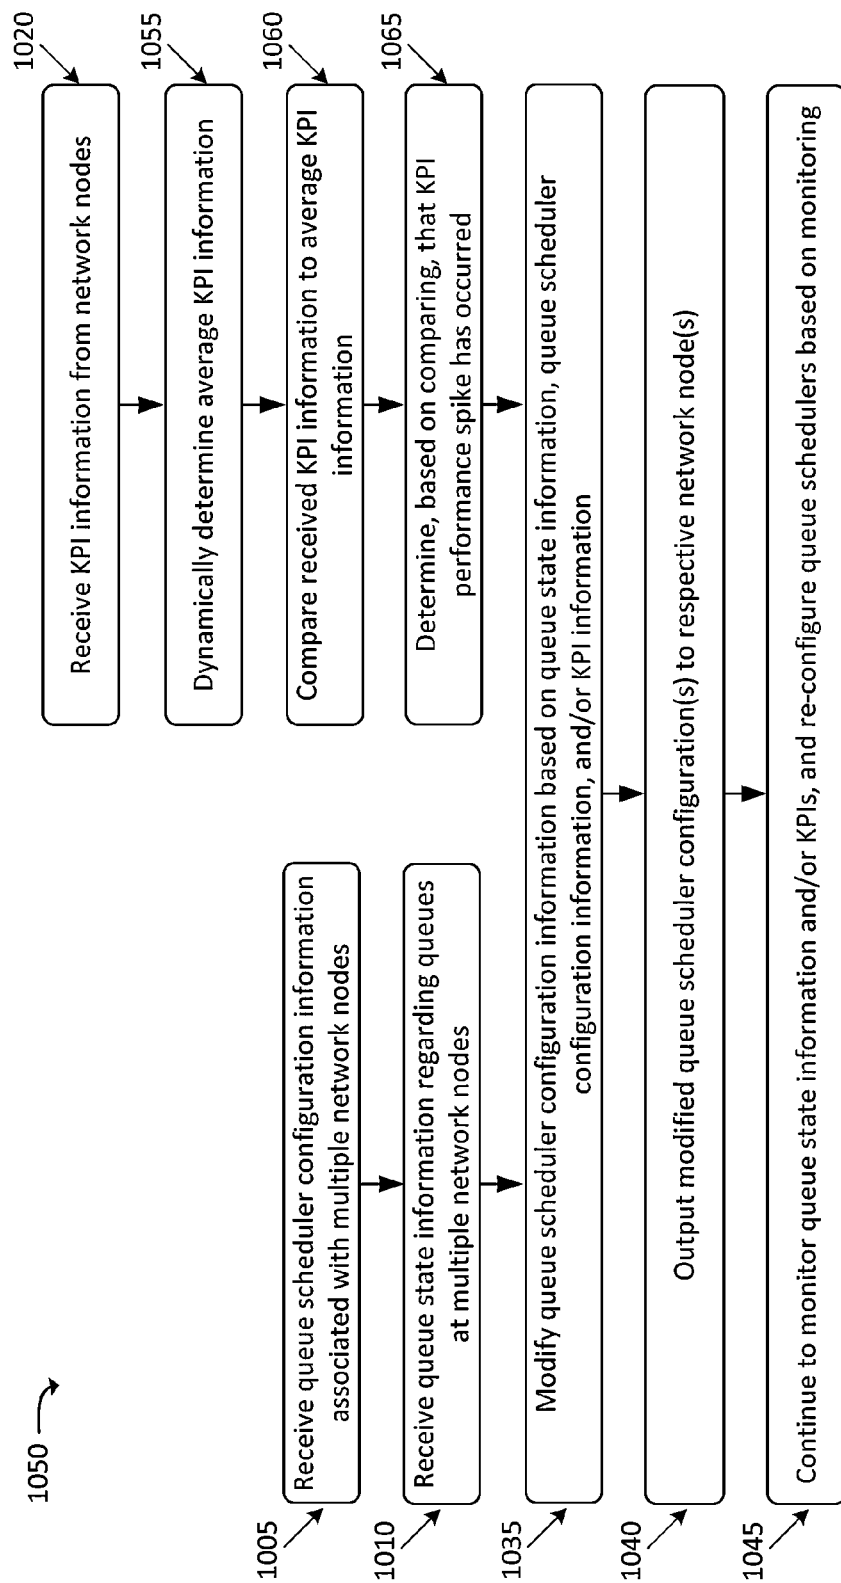 1050
1020
Receive KPI information from network nodes
1055
Dynamically determine average KPI information
1005
Receive queue scheduler configuration information
associated with multiple network nodes
1060
Compare received KPI information to average KPI
information
1010
Receive queue state information regarding queues
at multiple network nodes
1065
Determine, based on comparing, that KPI
performance spike has occurred
1035
Modify queue scheduler configuration information based on queue state information, queue scheduler
configuration information, and/or KPI information
1040
Output modified queue scheduler configuration(s) to respective network node(s)
1045
Continue to monitor queue state information and/or KPIs, and re-configure queue schedulers based on monitoring